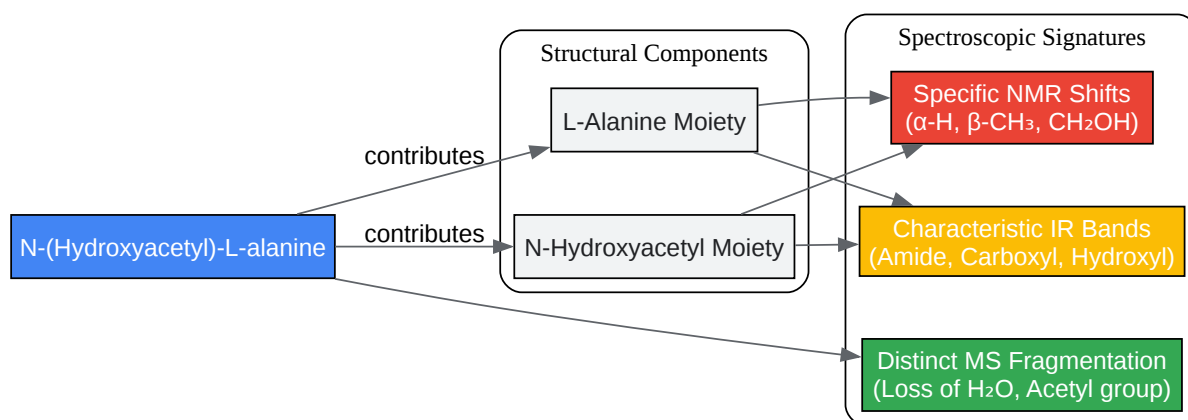 Structural Components
Spectroscopic Signatures
Specific NMR Shifts
(α-H, β-CH₃, CH₂OH)
L-Alanine Moiety
contributes
contributes
N-(Hydroxyacetyl)-L-alanine
N-Hydroxyacetyl Moiety
Characteristic IR Bands
(Amide, Carboxyl, Hydroxyl)
Distinct MS Fragmentation
(Loss of H₂O, Acetyl group)